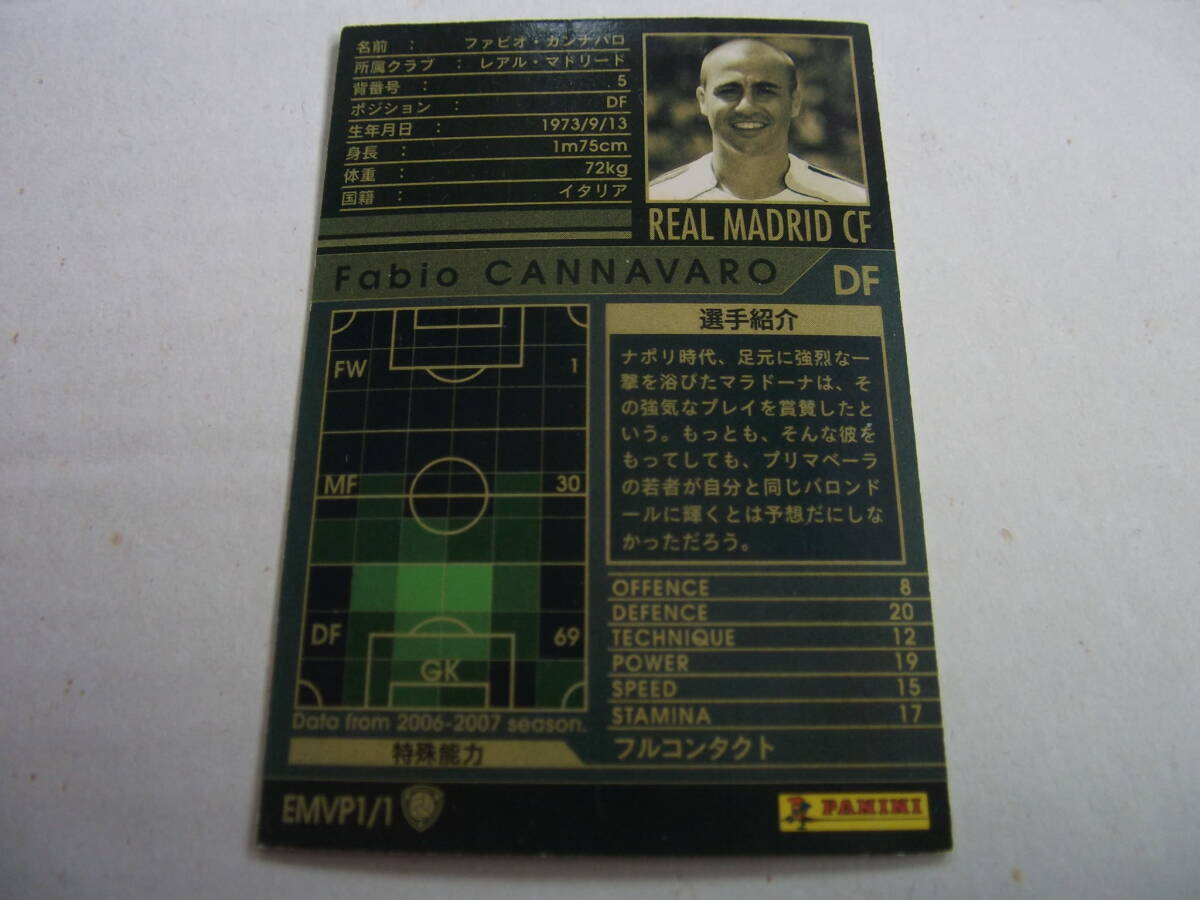 名前 : ファビオ・カンナバロ
所属クラブ : レアル・マドリード
背番号 : 5
ポジション : DF
生年月日 : 1973/9/13
身長 : 1m75cm
体重 : 72kg
国籍 : イタリア
REAL MADRID CF
Fabio CANNAVARO DF
FW 1
MF 30
DF 69
GK
Data from 2006-2007 season.
選手紹介
ナポリ時代、足元に強烈な一
撃を浴びたマラドーナは、そ
の強気なプレイを賞賛したと
いう。もっとも、そんな彼を
もってしても、プリマベーラ
の若者が自分と同じバロンド
ールに輝くとは予想だにしな
かっただろう。
OFFENCE 8
DEFENCE 20
TECHNIQUE 12
POWER 19
SPEED 15
STAMINA 17
特殊能力 フルコンタクト
EMVP1/1
PANINI